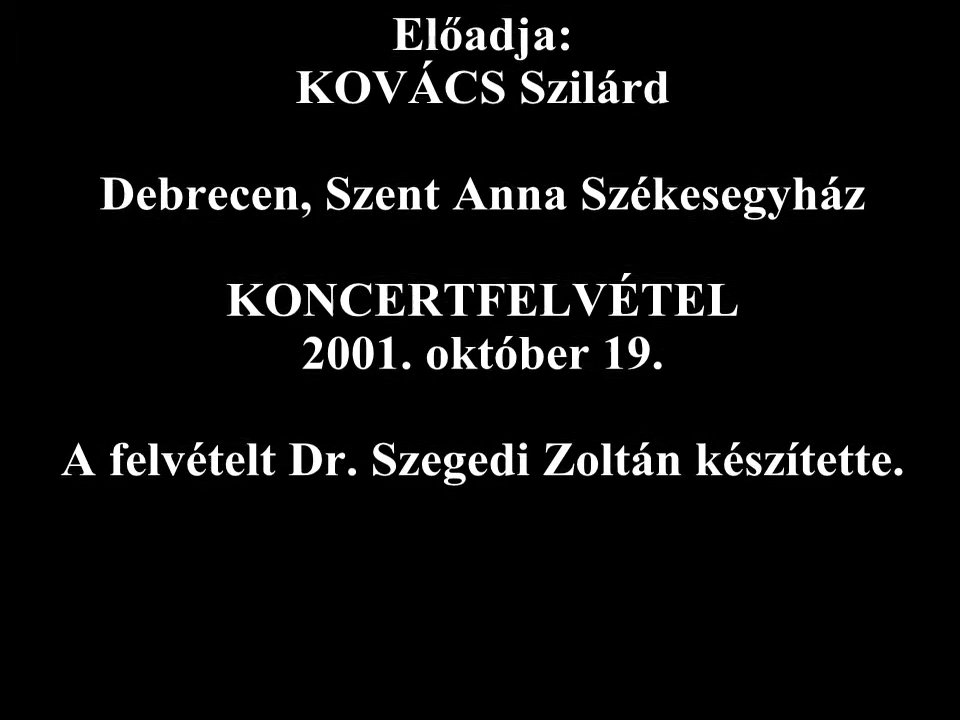 Előadja:
KOVÁCS Szilárd
Debrecen, Szent Anna Székesegyház
KONCERTFELVÉTEL
2001. október 19.
A felvételt Dr. Szegedi Zoltán készítette.